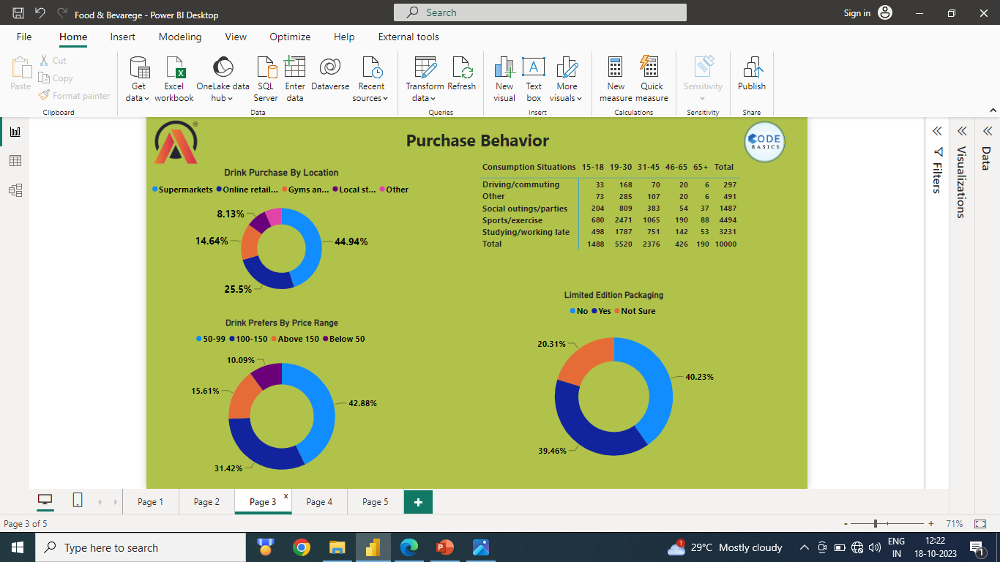 Food & Bevarege - Power BI Desktop
Search
Sign in
File Home Insert Modeling View Optimize Help External tools
Paste
Cut
Copy
Format painter
Clipboard
Get data
Excel workbook
OneLake data hub
SQL Server
Enter data
Dataverse
Recent sources
Data
Transform data
Refresh
Queries
New visual
Text box
More visuals
Insert
New measure
Quick measure
Calculations
Sensitivity
Sensitivity
Publish
Share
Purchase Behavior
CODE
BASICS
Drink Purchase By Location
Supermarkets Online retail... Gyms an... Local st... Other
8.13%
14.64%
44.94%
25.5%
Consumption Situations 15-18 19-30 31-45 46-65 65+ Total
Driving/commuting 33 168 70 20 6 297
Other 73 285 107 20 6 491
Social outings/parties 204 809 383 54 37 1487
Sports/exercise 680 2471 1065 190 88 4494
Studying/working late 498 1787 751 142 53 3231
Total 1488 5520 2376 426 190 10000
Drink Prefers By Price Range
50-99 100-150 Above 150 Below 50
10.09%
15.61%
42.88%
31.42%
Limited Edition Packaging
No Yes Not Sure
20.31%
40.23%
39.46%
Filters
Visualizations
Data
Page 1 Page 2 Page 3 x Page 4 Page 5 +
Page 3 of 5
- + 71%
Type here to search
1
29°C Mostly cloudy
ENG
IN
12:22
18-10-2023
1